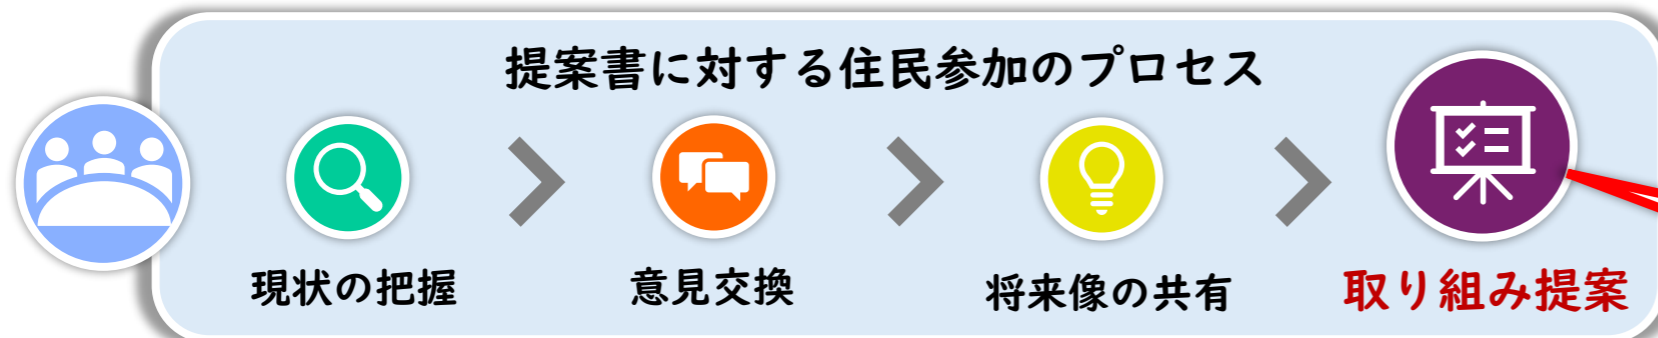 提案書に対する住民参加のプロセス
現状の把握
意見交換
将来像の共有
取り組み提案